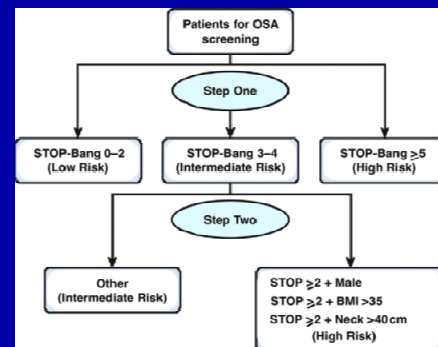 Patients for OSA
screening
Step One
STOP-Bang 0–2
(Low Risk)
STOP-Bang 3–4
(Intermediate Risk)
STOP-Bang ≥5
(High Risk)
Step Two
Other
(Intermediate Risk)
STOP ≥2 + Male
STOP ≥2 + BMI >35
STOP ≥2 + Neck >40cm
(High Risk)